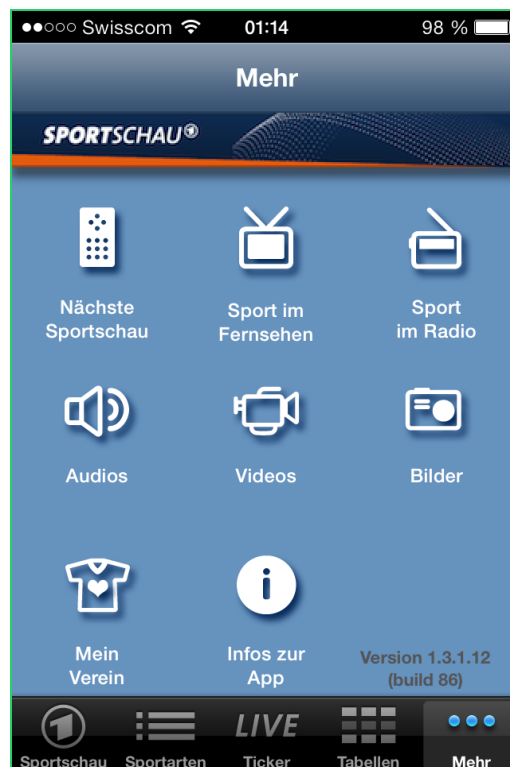 Swisscom 01:14 98 %
Mehr
SPORTSCHAU
Nächste
Sportschau
Sport im
Fernsehen
Sport
im Radio
Audios
Videos
Bilder
Mein
Verein
Infos zur
App
Version 1.3.1.12
(build 86)
LIVE
Sportschau
Sportarten
Ticker
Tabellen
Mehr